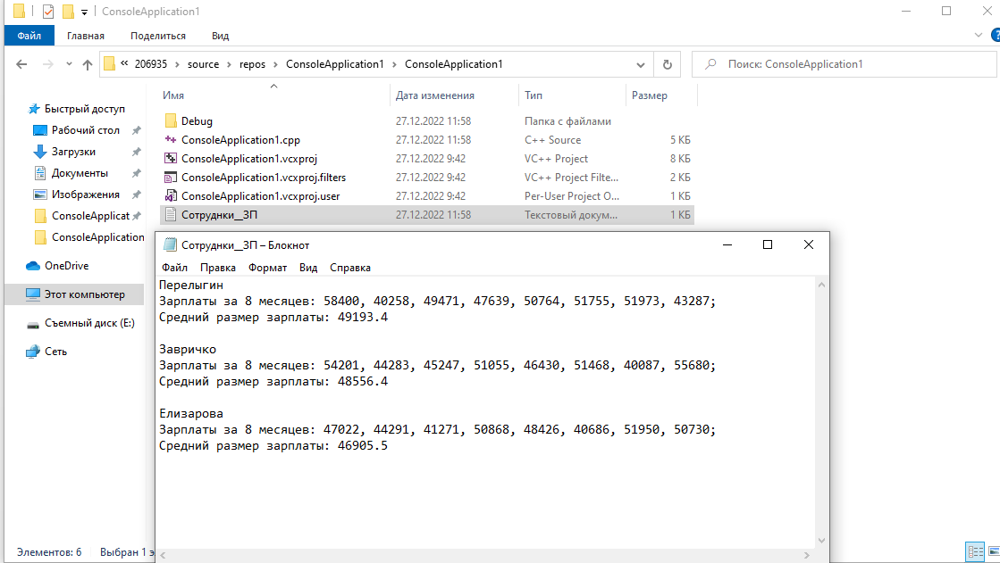 ConsoleApplication1
Файл Главная Поделиться Вид
« 206935 › source › repos › ConsoleApplication1 › ConsoleApplication1
Поиск: ConsoleApplication1
Имя Дата изменения Тип Размер
Debug 27.12.2022 11:58 Папка с файлами
ConsoleApplication1.cpp 27.12.2022 11:58 C++ Source 5 КБ
ConsoleApplication1.vcxproj 27.12.2022 9:42 VC++ Project 8 КБ
ConsoleApplication1.vcxproj.filters 27.12.2022 9:42 VC++ Project Filte... 2 КБ
ConsoleApplication1.vcxproj.user 27.12.2022 9:42 Per-User Project O... 1 КБ
Сотруднки__ЗП 27.12.2022 11:58 Текстовый докум... 1 КБ
Быстрый доступ
Рабочий стол
Загрузки
Документы
Изображения
ConsoleApplicat
ConsoleApplication
OneDrive
Этот компьютер
Съемный диск (E:)
Сеть
Сотруднки__ЗП – Блокнот
Файл Правка Формат Вид Справка
Перелыгин
Зарплаты за 8 месяцев: 58400, 40258, 49471, 47639, 50764, 51755, 51973, 43287;
Средний размер зарплаты: 49193.4
Завричко
Зарплаты за 8 месяцев: 54201, 44283, 45247, 51055, 46430, 51468, 40087, 55680;
Средний размер зарплаты: 48556.4
Елизарова
Зарплаты за 8 месяцев: 47022, 44291, 41271, 50868, 48426, 40686, 51950, 50730;
Средний размер зарплаты: 46905.5
Элементов: 6 Выбран 1 э